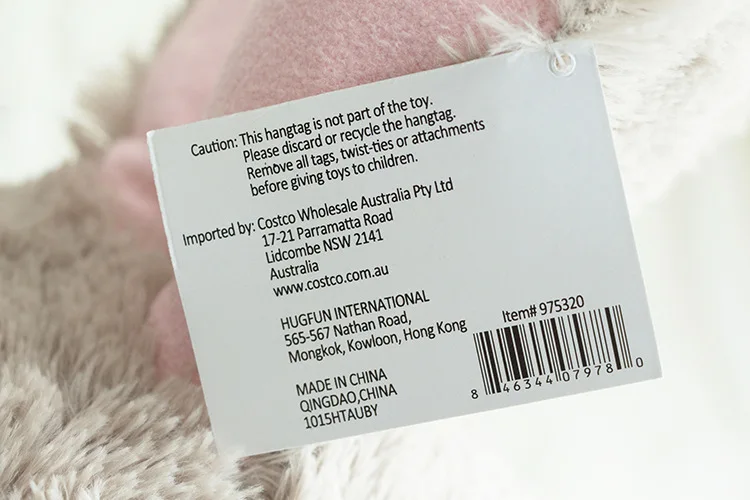 Caution: This hangtag is not part of the toy.
Please discard or recycle the hangtag.
Remove all tags, twist-ties or attachments
before giving toys to children.
Imported by: Costco Wholesale Australia Pty Ltd
17-21 Parramatta Road
Lidcombe NSW 2141
Australia
www.costco.com.au
HUGFUN INTERNATIONAL
565-567 Nathan Road,
Mongkok, Kowloon, Hong Kong
MADE IN CHINA
QINGDAO,CHINA
1015HTAUBY
Item# 975320
8 46344 07978 0